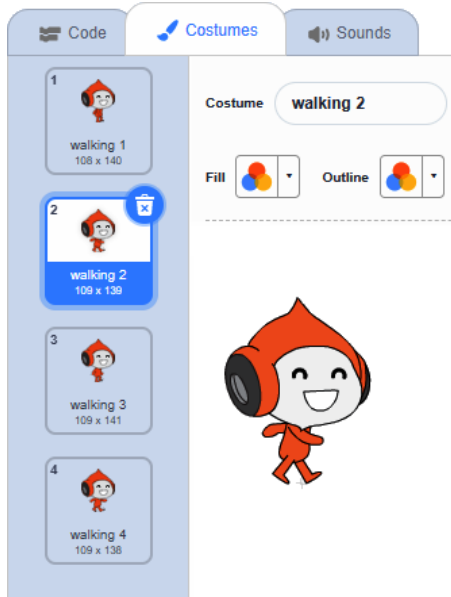 Code
Costumes
Sounds
1
walking 1
108 x 140
2
walking 2
109 x 139
3
walking 3
109 x 141
4
walking 4
109 x 138
Costume
walking 2
Fill
Outline